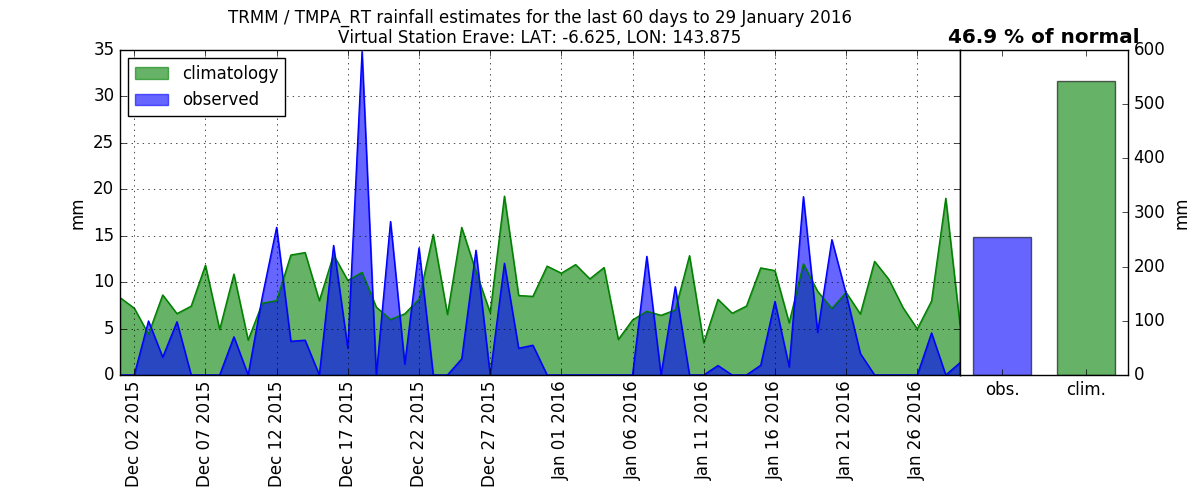 TRMM / TMPA_RT rainfall estimates for the last 60 days to 29 January 2016
Virtual Station Erave: LAT: -6.625, LON: 143.875
46.9 % of normal
climatology
observed
35
30
25
20
15
10
5
0
mm
Dec 02 2015
Dec 07 2015
Dec 12 2015
Dec 17 2015
Dec 22 2015
Dec 27 2015
Jan 01 2016
Jan 06 2016
Jan 11 2016
Jan 16 2016
Jan 21 2016
Jan 26 2016
obs.
clim.
600
500
400
300
200
100
0
mm